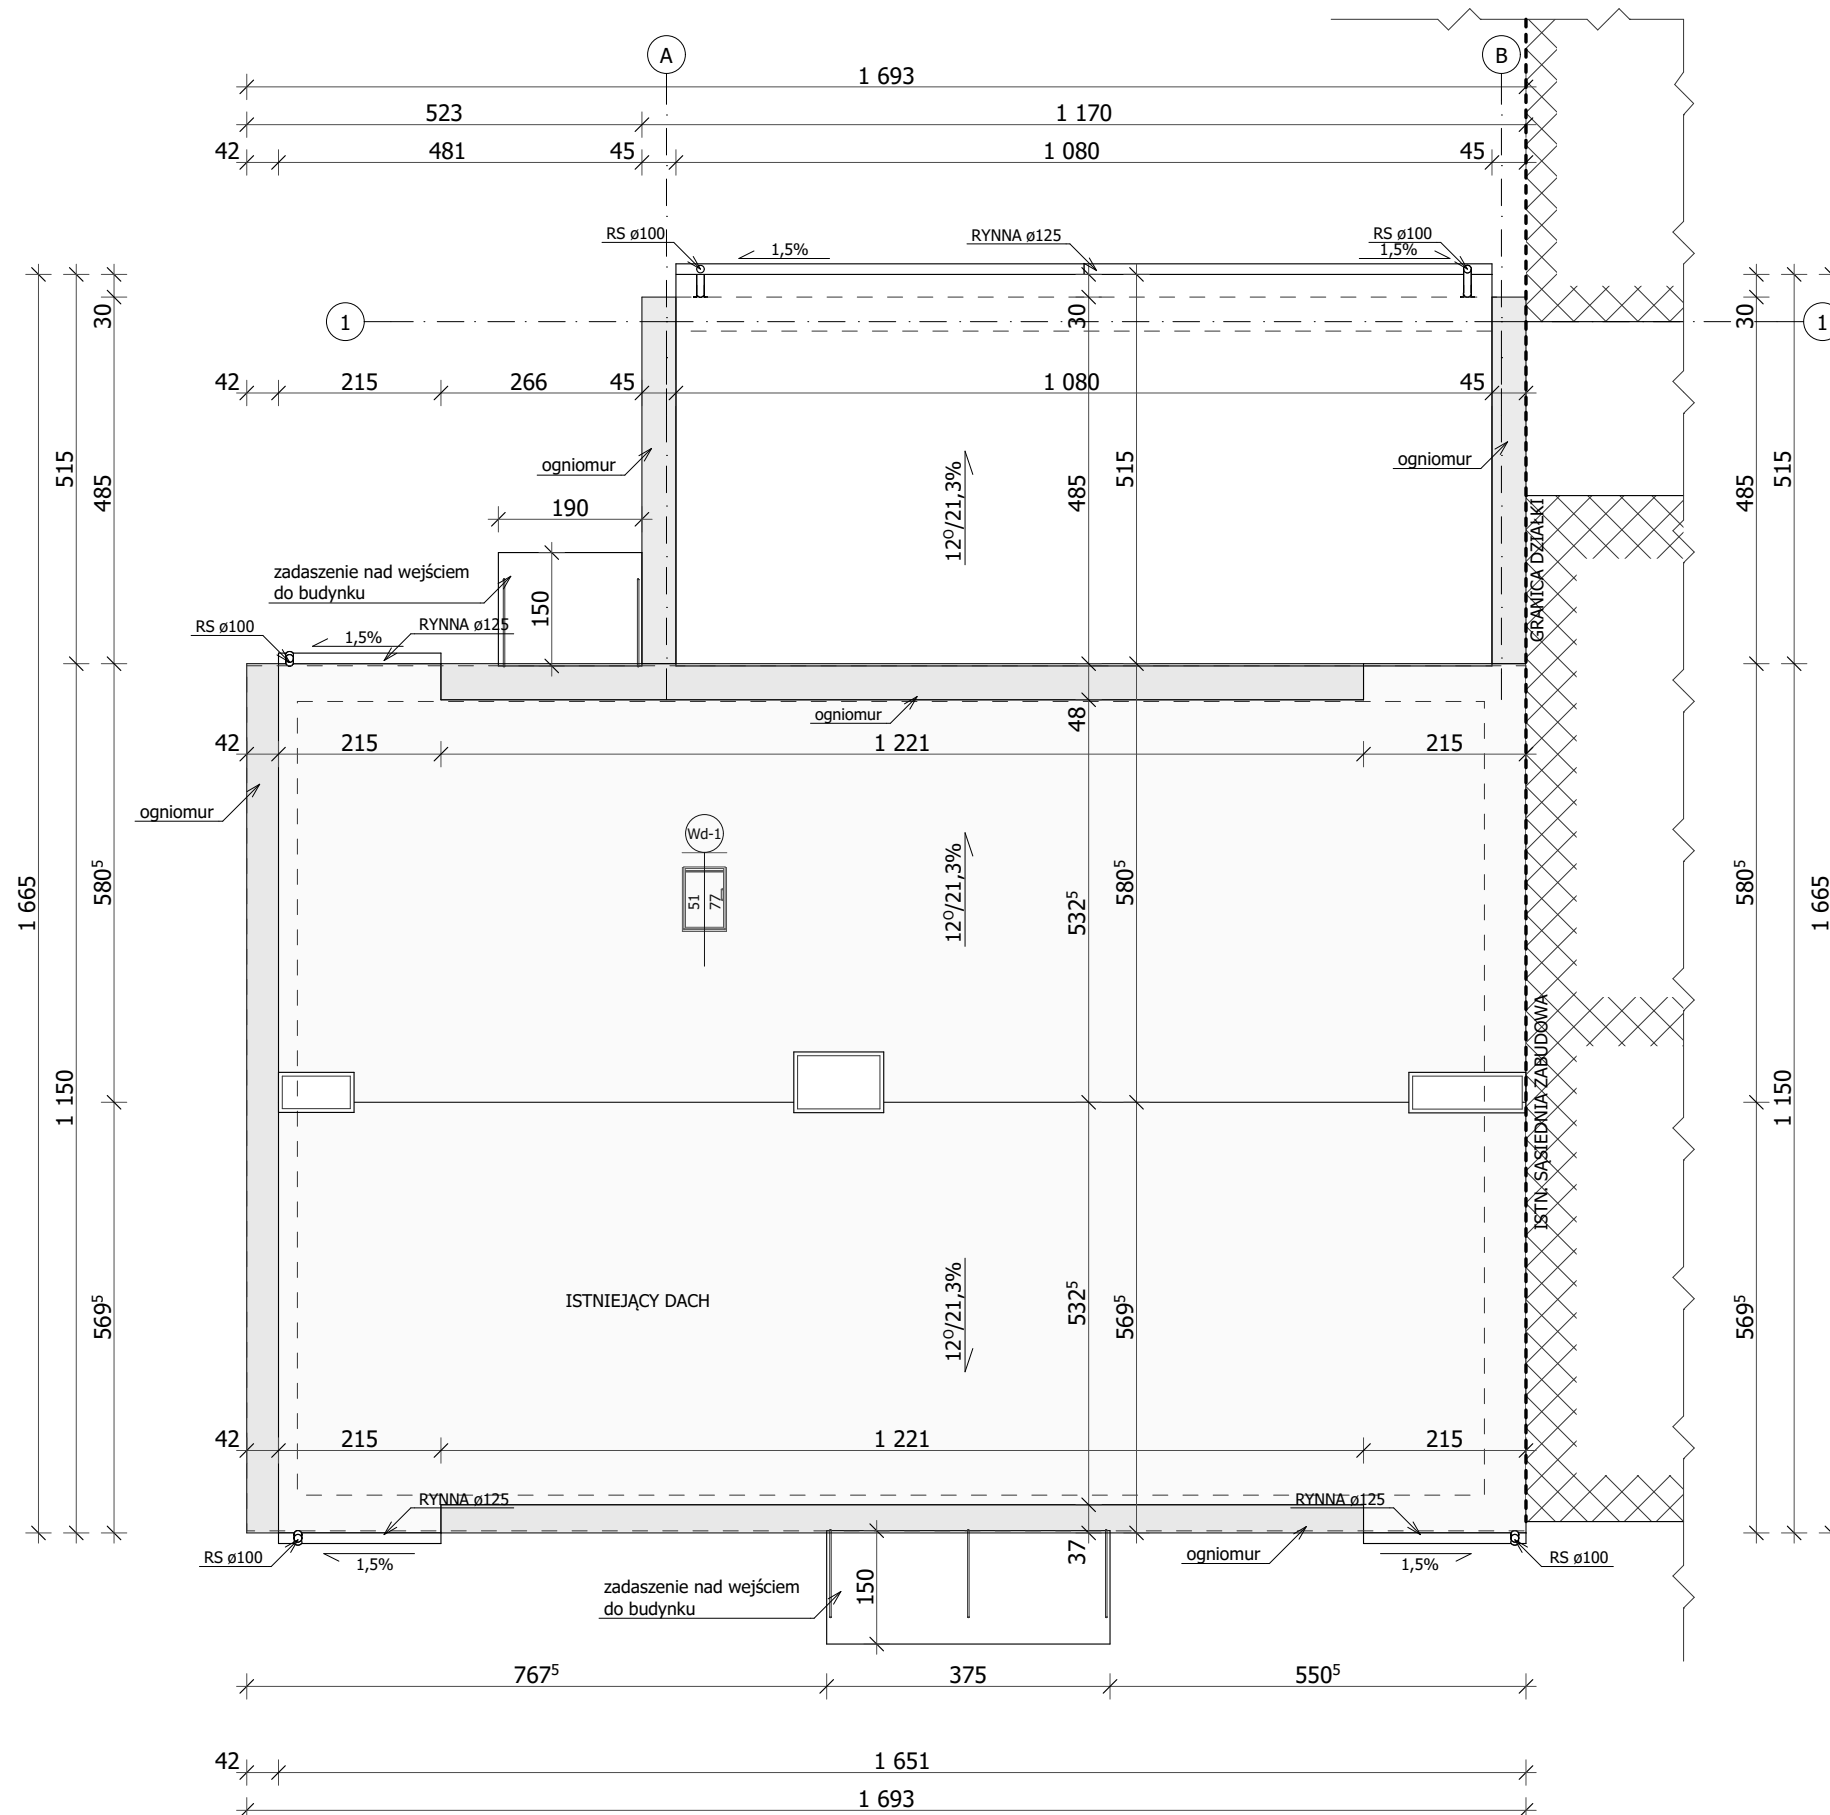 A
B
1 693
523
1 170
42
481
45
1 080
45
RS ø100
1,5%
RYNNA ø125
RS ø100
1,5%
30
30
30
1
1
42
215
266
45
1 080
45
515
485
ogniomur
190
12⁰/21,3%
485
515
ogniomur
485
515
zadaszenie nad wejściem
do budynku
150
GRANICA DZIAŁKI
RS ø100
1,5%
RYNNA ø125
ogniomur
48
42
215
1 221
215
ogniomur
Wd-1
51
77
12⁰/21,3%
532⁵
580⁵
1 665
580⁵
580⁵
1 665
1 150
ISTN. SĄSIEDNIA ZABUDOWA
1 150
569⁵
ISTNIEJĄCY DACH
12⁰/21,3%
532⁵
569⁵
569⁵
42
215
1 221
215
RYNNA ø125
RYNNA ø125
RS ø100
1,5%
37
ogniomur
1,5%
RS ø100
zadaszenie nad wejściem
do budynku
150
767⁵
375
550⁵
42
1 651
1 693